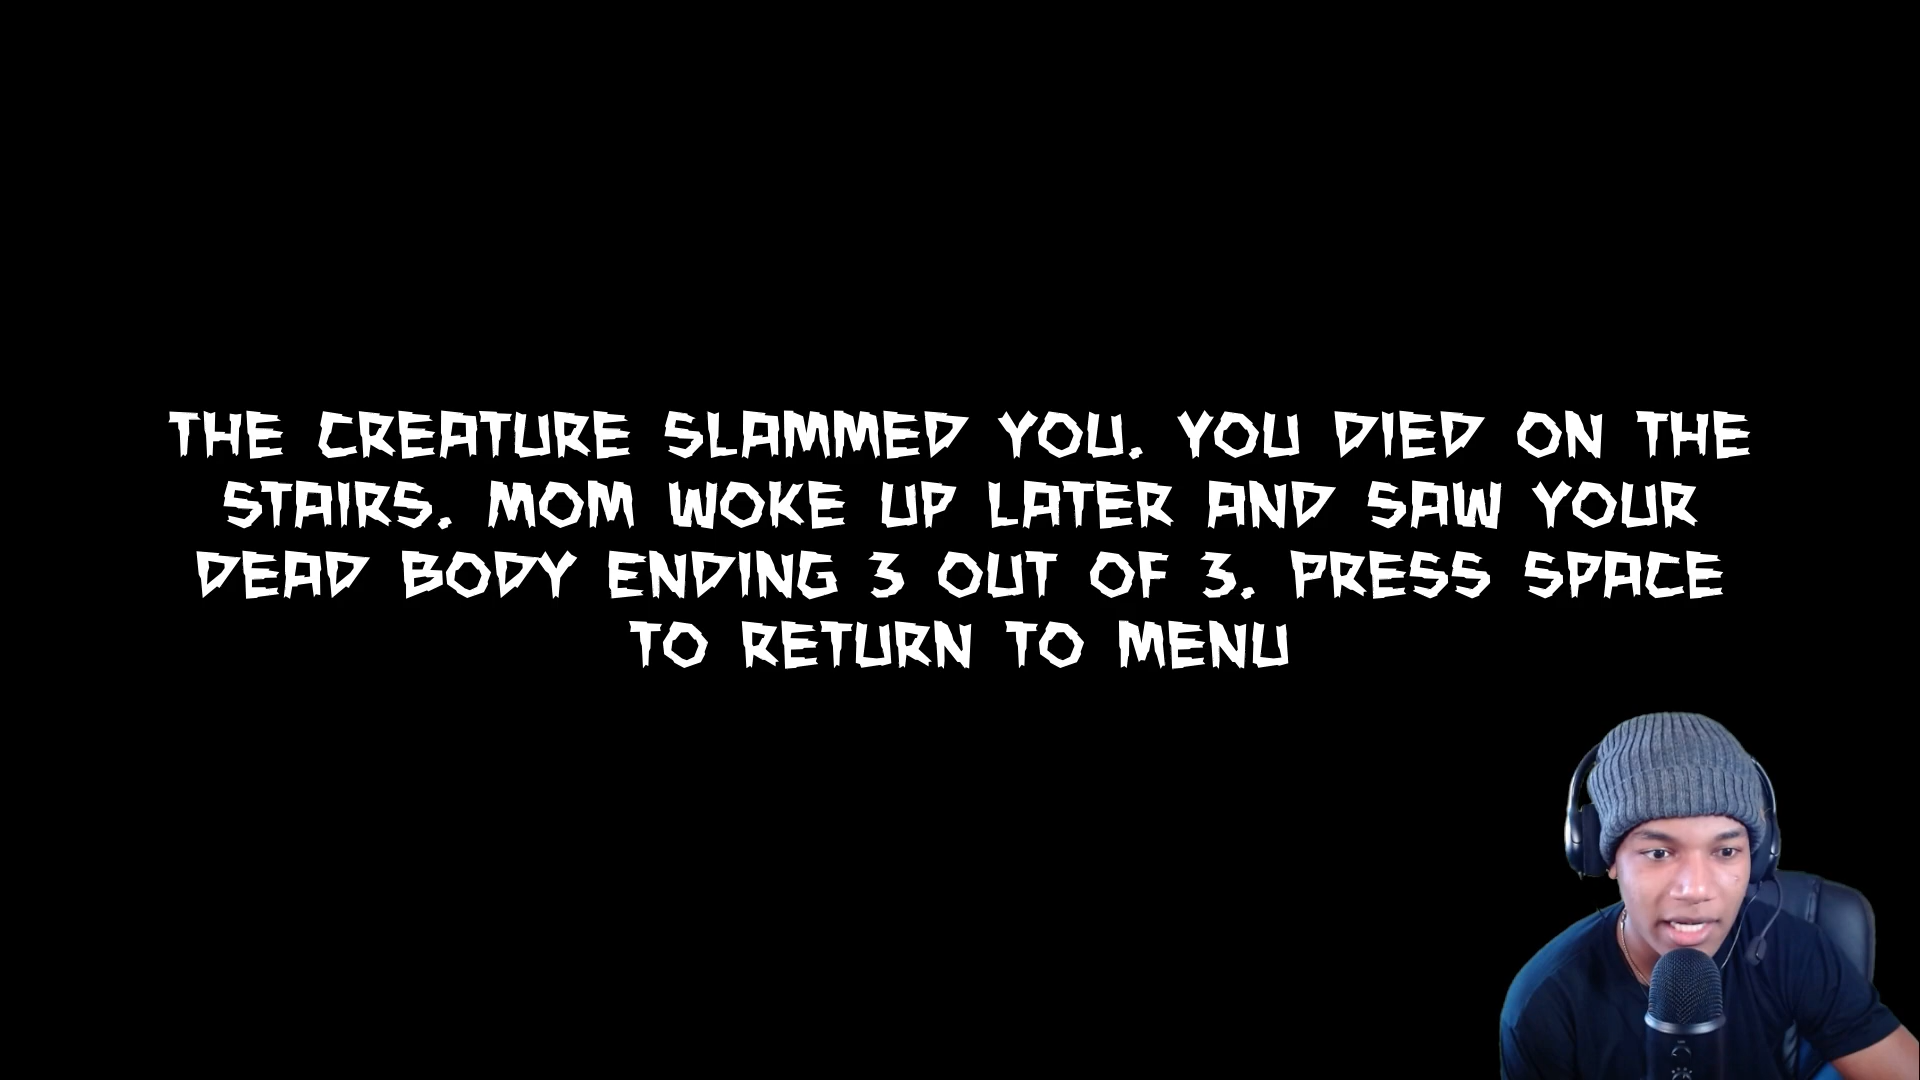 THE CREATURE SLAMMED YOU. YOU DIED ON THE
STAIRS. MOM WOKE UP LATER AND SAW YOUR
DEAD BODY ENDING 3 OUT OF 3. PRESS SPACE
TO RETURN TO MENU